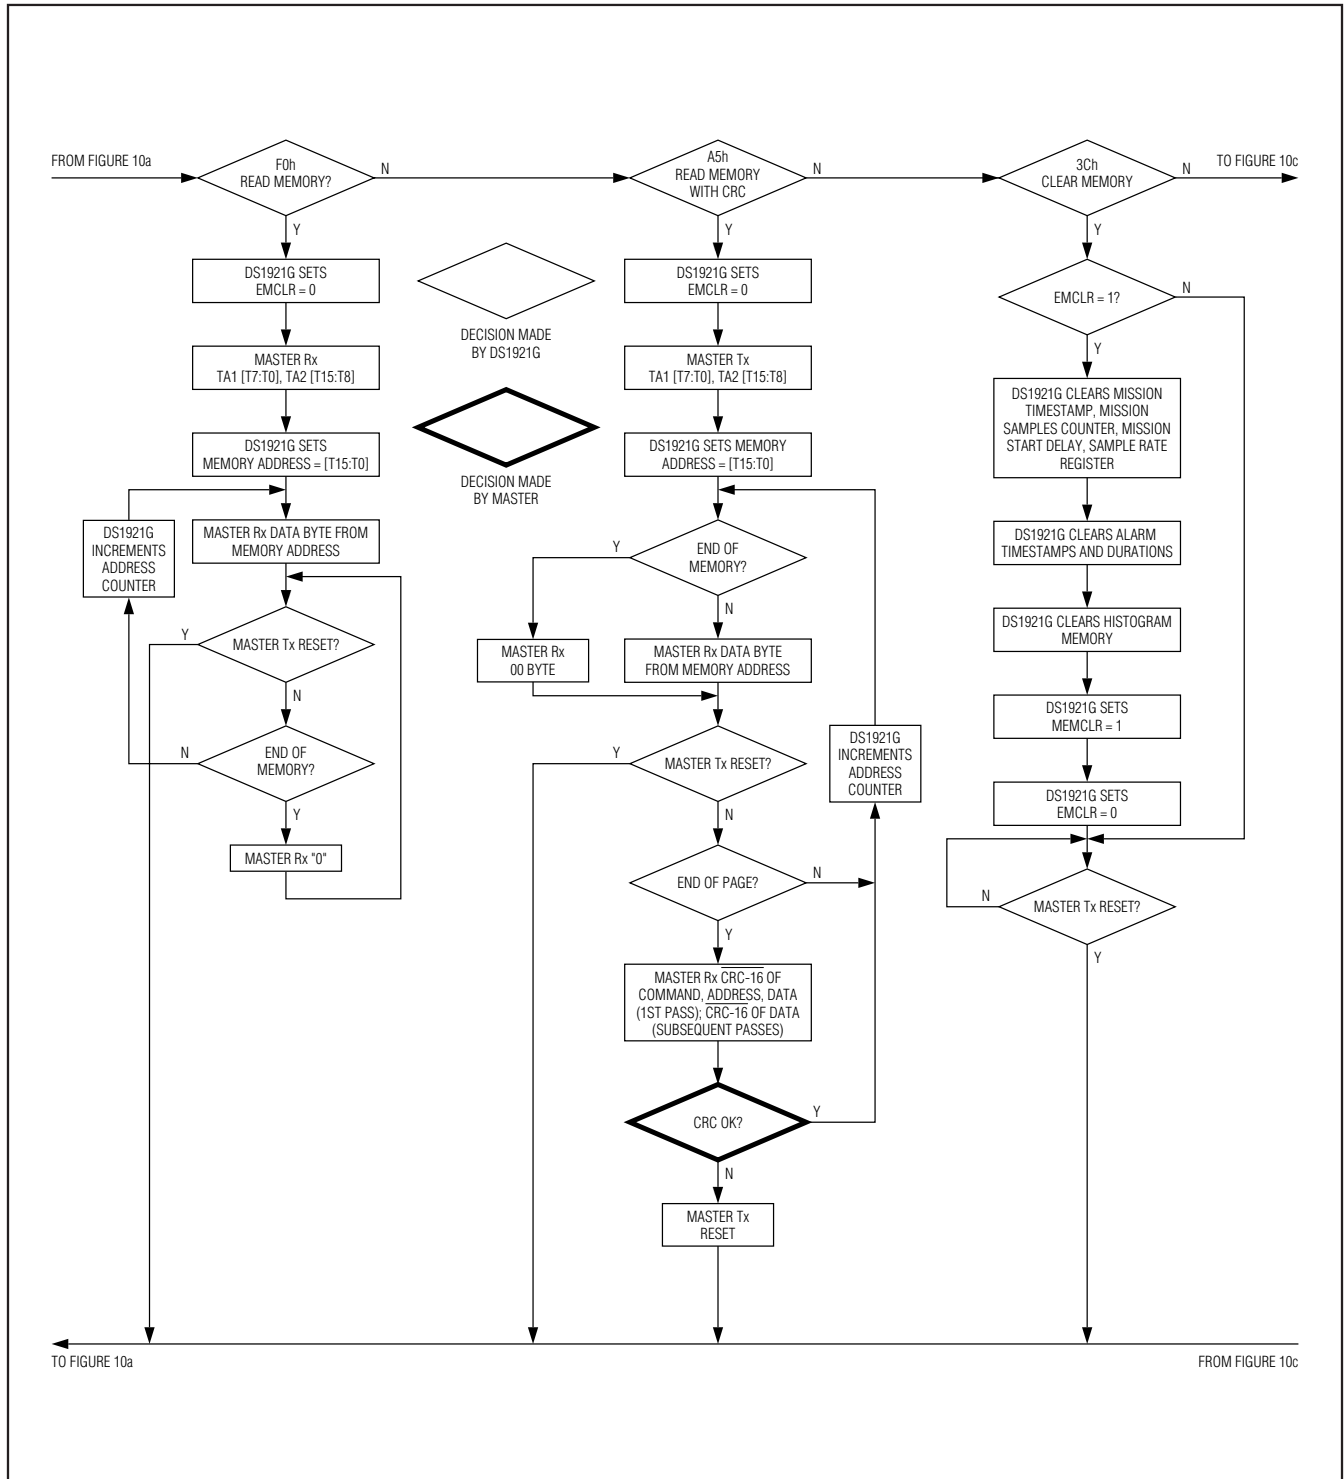 FROM FIGURE 10a
F0h
READ MEMORY?
N
Y
DS1921G SETS
EMCLR = 0
MASTER Rx
TA1 [T7:T0], TA2 [T15:T8]
DS1921G SETS
MEMORY ADDRESS = [T15:T0]
DS1921G
INCREMENTS
ADDRESS
COUNTER
MASTER Rx DATA BYTE FROM
MEMORY ADDRESS
Y
MASTER Tx RESET?
N
N
END OF
MEMORY?
Y
MASTER Rx "0"
DECISION MADE
BY DS1921G
DECISION MADE
BY MASTER
A5h
READ MEMORY
WITH CRC
N
Y
DS1921G SETS
EMCLR = 0
MASTER Tx
TA1 [T7:T0], TA2 [T15:T8]
DS1921G SETS MEMORY
ADDRESS = [T15:T0]
Y
END OF
MEMORY?
N
MASTER Rx
00 BYTE
MASTER Rx DATA BYTE
FROM MEMORY ADDRESS
Y
MASTER Tx RESET?
N
DS1921G
INCREMENTS
ADDRESS
COUNTER
END OF PAGE?
N
Y
MASTER Rx CRC-16 OF
COMMAND, ADDRESS, DATA
(1ST PASS); CRC-16 OF DATA
(SUBSEQUENT PASSES)
CRC OK?
Y
N
MASTER Tx
RESET
3Ch
CLEAR MEMORY
N
TO FIGURE 10c
Y
EMCLR = 1?
N
Y
DS1921G CLEARS MISSION
TIMESTAMP, MISSION
SAMPLES COUNTER, MISSION
START DELAY, SAMPLE RATE
REGISTER
DS1921G CLEARS ALARM
TIMESTAMPS AND DURATIONS
DS1921G CLEARS HISTOGRAM
MEMORY
DS1921G SETS
MEMCLR = 1
DS1921G SETS
EMCLR = 0
N
MASTER Tx RESET?
Y
TO FIGURE 10a
FROM FIGURE 10c